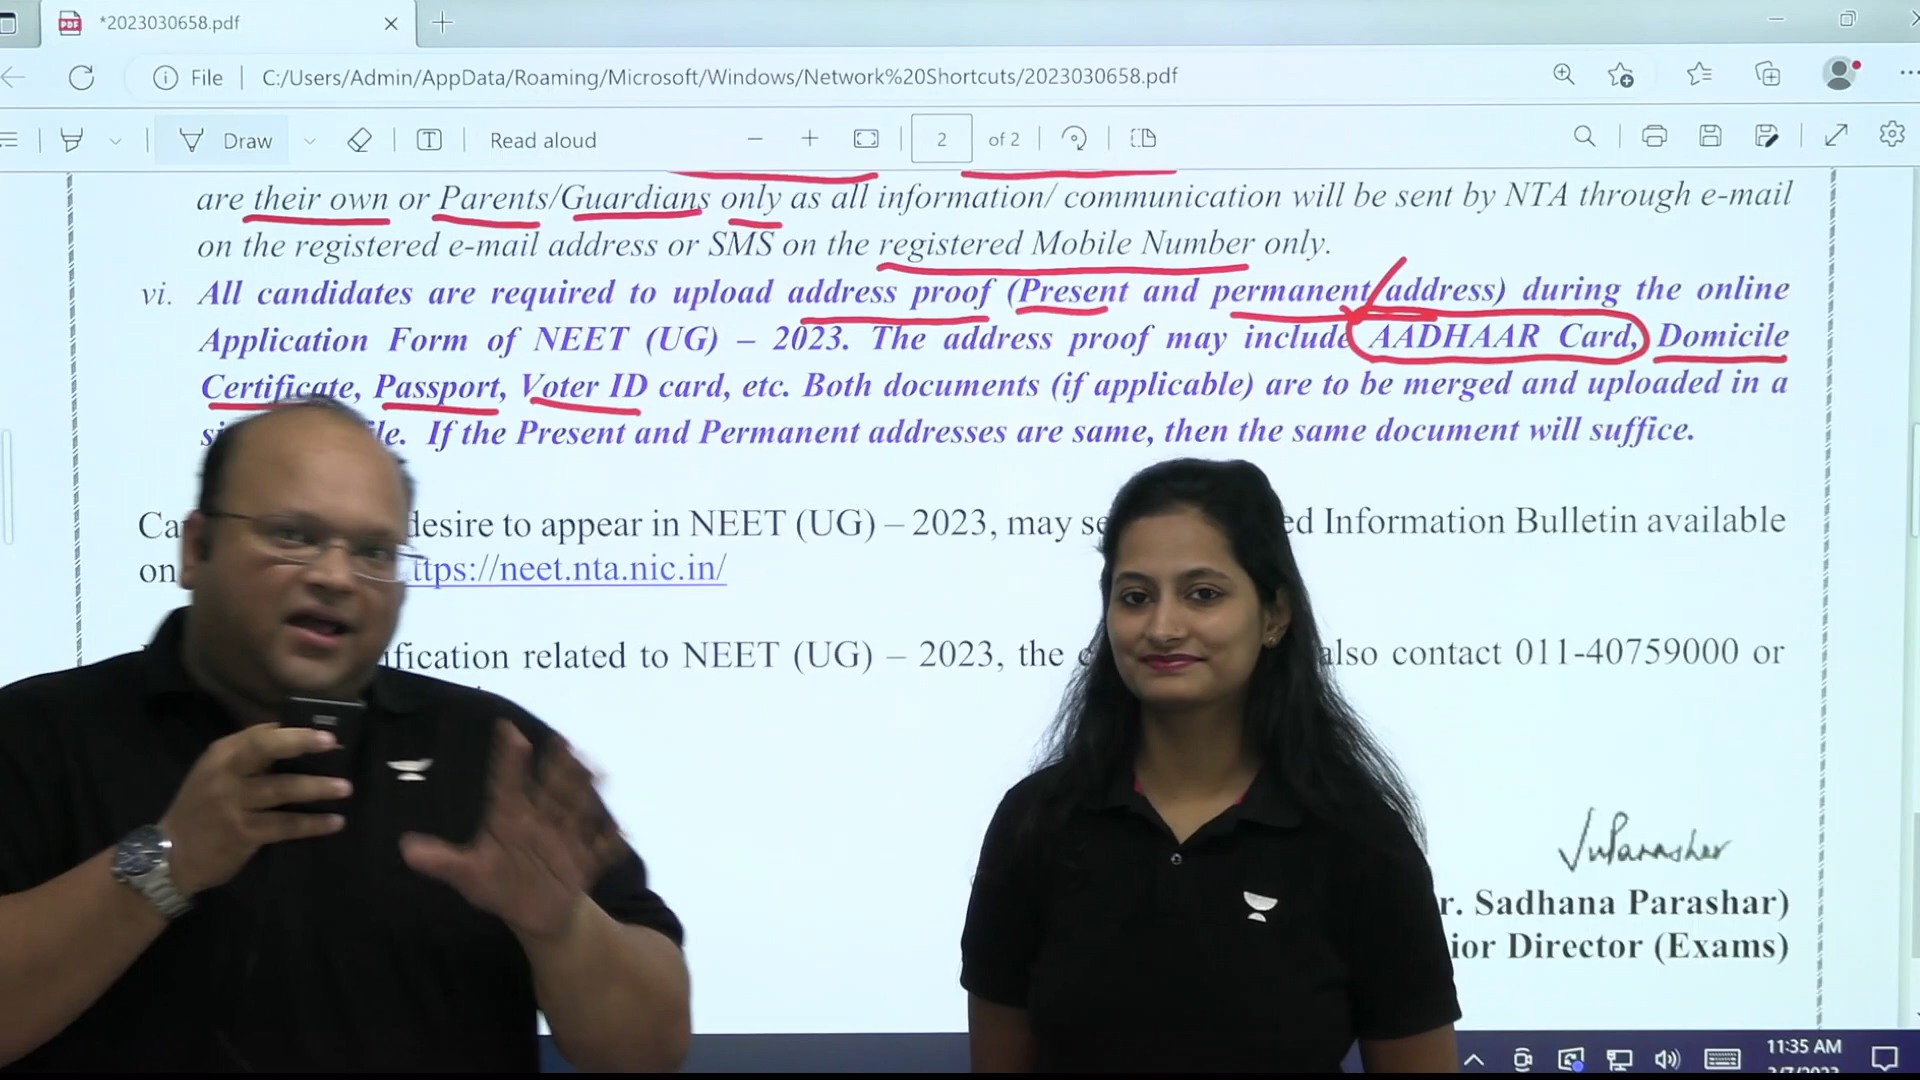 *2023030658.pdf
File C:/Users/Admin/AppData/Roaming/Microsoft/Windows/Network%20Shortcuts/2023030658.pdf
Draw Read aloud 2 of 2
are their own or Parents/Guardians only as all information/ communication will be sent by NTA through e-mail
on the registered e-mail address or SMS on the registered Mobile Number only.
vi. All candidates are required to upload address proof (Present and permanent address) during the online
Application Form of NEET (UG) – 2023. The address proof may include AADHAAR Card, Domicile
Certificate, Passport, Voter ID card, etc. Both documents (if applicable) are to be merged and uploaded in a
If the Present and Permanent addresses are same, then the same document will suffice.
desire to appear in NEET (UG) – 2023, may Information Bulletin available
on ttps://neet.nta.nic.in/
ification related to NEET (UG) – 2023, the also contact 011-40759000 or
r. Sadhana Parashar)
ior Director (Exams)
11:35 AM